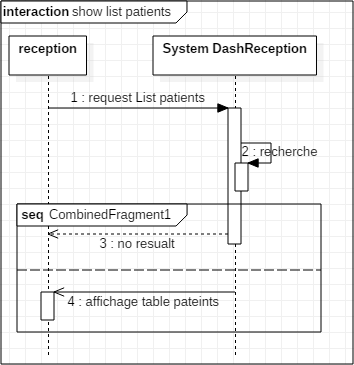 interaction show list patients
reception
System DashReception
1 : request List patients
2 : recherche
seq CombinedFragment1
3 : no resualt
4 : affichage table pateints